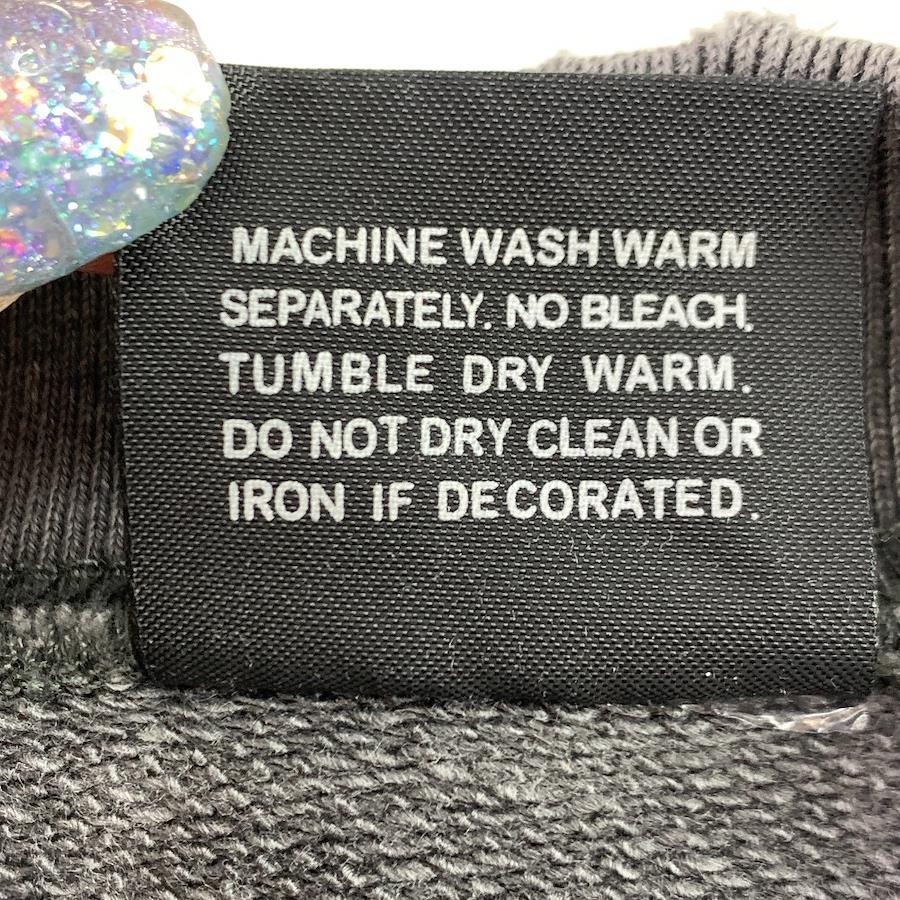 MACHINE WASH WARM
SEPARATELY. NO BLEACH.
TUMBLE DRY WARM.
DO NOT DRY CLEAN OR
IRON IF DECORATED.